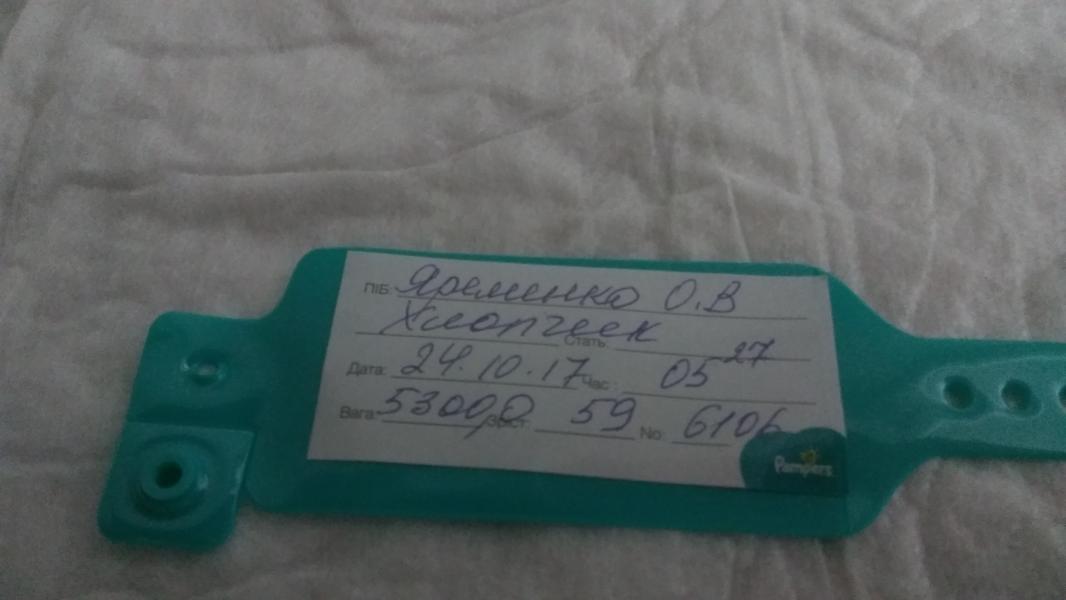 ПІБ: Яременко О.В
Хлопчик Стать:
Дата: 24.10.17 Час: 05 27
Вага: 5300,0 Зріст: 59 No: 6106
Pampers